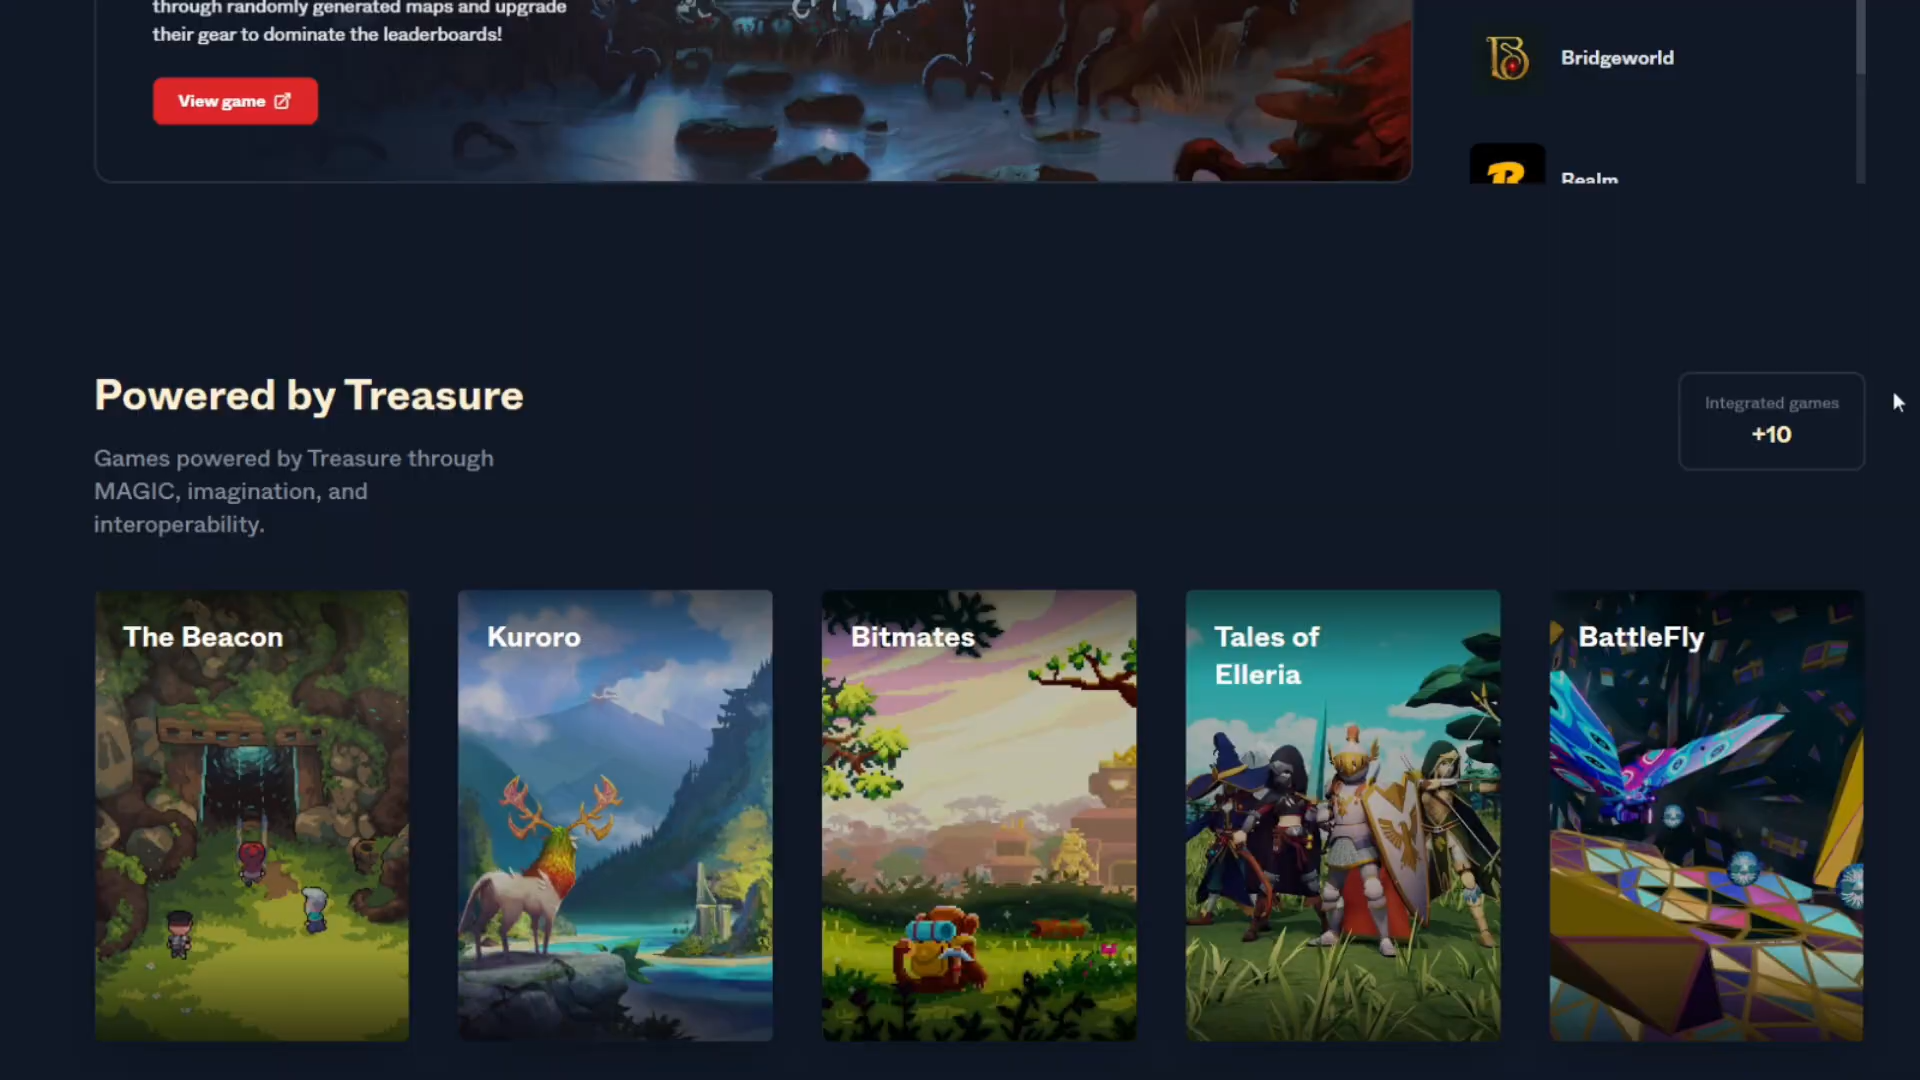 through randomly generated maps and upgrade
their gear to dominate the leaderboards!
View game
Bridgeworld
Realm
Powered by Treasure
Games powered by Treasure through
MAGIC, imagination, and
interoperability.
Integrated games
+10
The Beacon
Kuroro
Bitmates
Tales of
Elleria
BattleFly